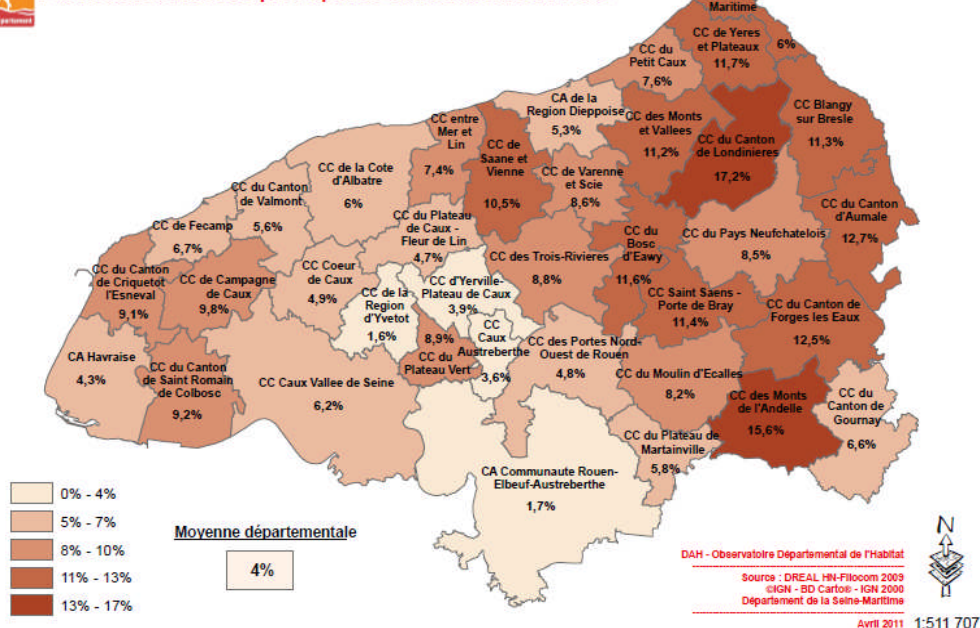 Maritime
CC de Yeres
et Plateaux
11,7%
6%
CC du
Petit Caux
7,6%
CA de la
Region Dieppoise
5,3%
CC des Monts
et Vallees
11,2%
CC Blangy
sur Bresle
11,3%
CC du Canton
de Londinieres
17,2%
CC entre
Mer et
Lin
7,4%
CC de
Saane et
Vienne
10,5%
CC de Varenne
et Scie
8,6%
CC de la Cote
d'Albatre
6%
CC du Canton
de Valmont
5,6%
CC de Fecamp
6,7%
CC du Plateau
de Caux -
Fleur de Lin
4,7%
CC du Canton
d'Aumale
12,7%
CC du
Bosc
d'Eawy
11,6%
CC du Pays Neufchatelois
8,5%
CC des Trois-Rivieres
8,8%
CC du Canton
de Criquetot
l'Esneval
9,1%
CC de Campagne
de Caux
9,8%
CC Coeur
de Caux
4,9%
CC de la
Region
d'Yvetot
1,6%
CC d'Yerville-
Plateau de Caux
3,9%
CC Saint Saens -
Porte de Bray
11,4%
CC du Canton de
Forges les Eaux
12,5%
CC
Caux
Austreberthe
3,6%
8,9%
CC du
Plateau Vert
CC des Portes Nord-
Ouest de Rouen
4,8%
CA Havraise
4,3%
CC du Canton
de Saint Romain
de Colbosc
9,2%
CC Caux Vallee de Seine
6,2%
CC du Moulin d'Ecalles
8,2%
CC des Monts
de l'Andelle
15,6%
CC du
Canton de
Gournay
6,6%
CC du Plateau de
Martainville
5,8%
CA Communaute Rouen-
Elbeuf-Austreberthe
1,7%
0% - 4%
5% - 7%
8% - 10%
11% - 13%
13% - 17%
Moyenne départementale
4%
DAH - Observatoire Départemental de l'Habitat
Source : DREAL HN-Filocom 2009
©IGN - BD Carto® - IGN 2000
Département de la Seine-Maritime
Avril 2011
N
1:511 707